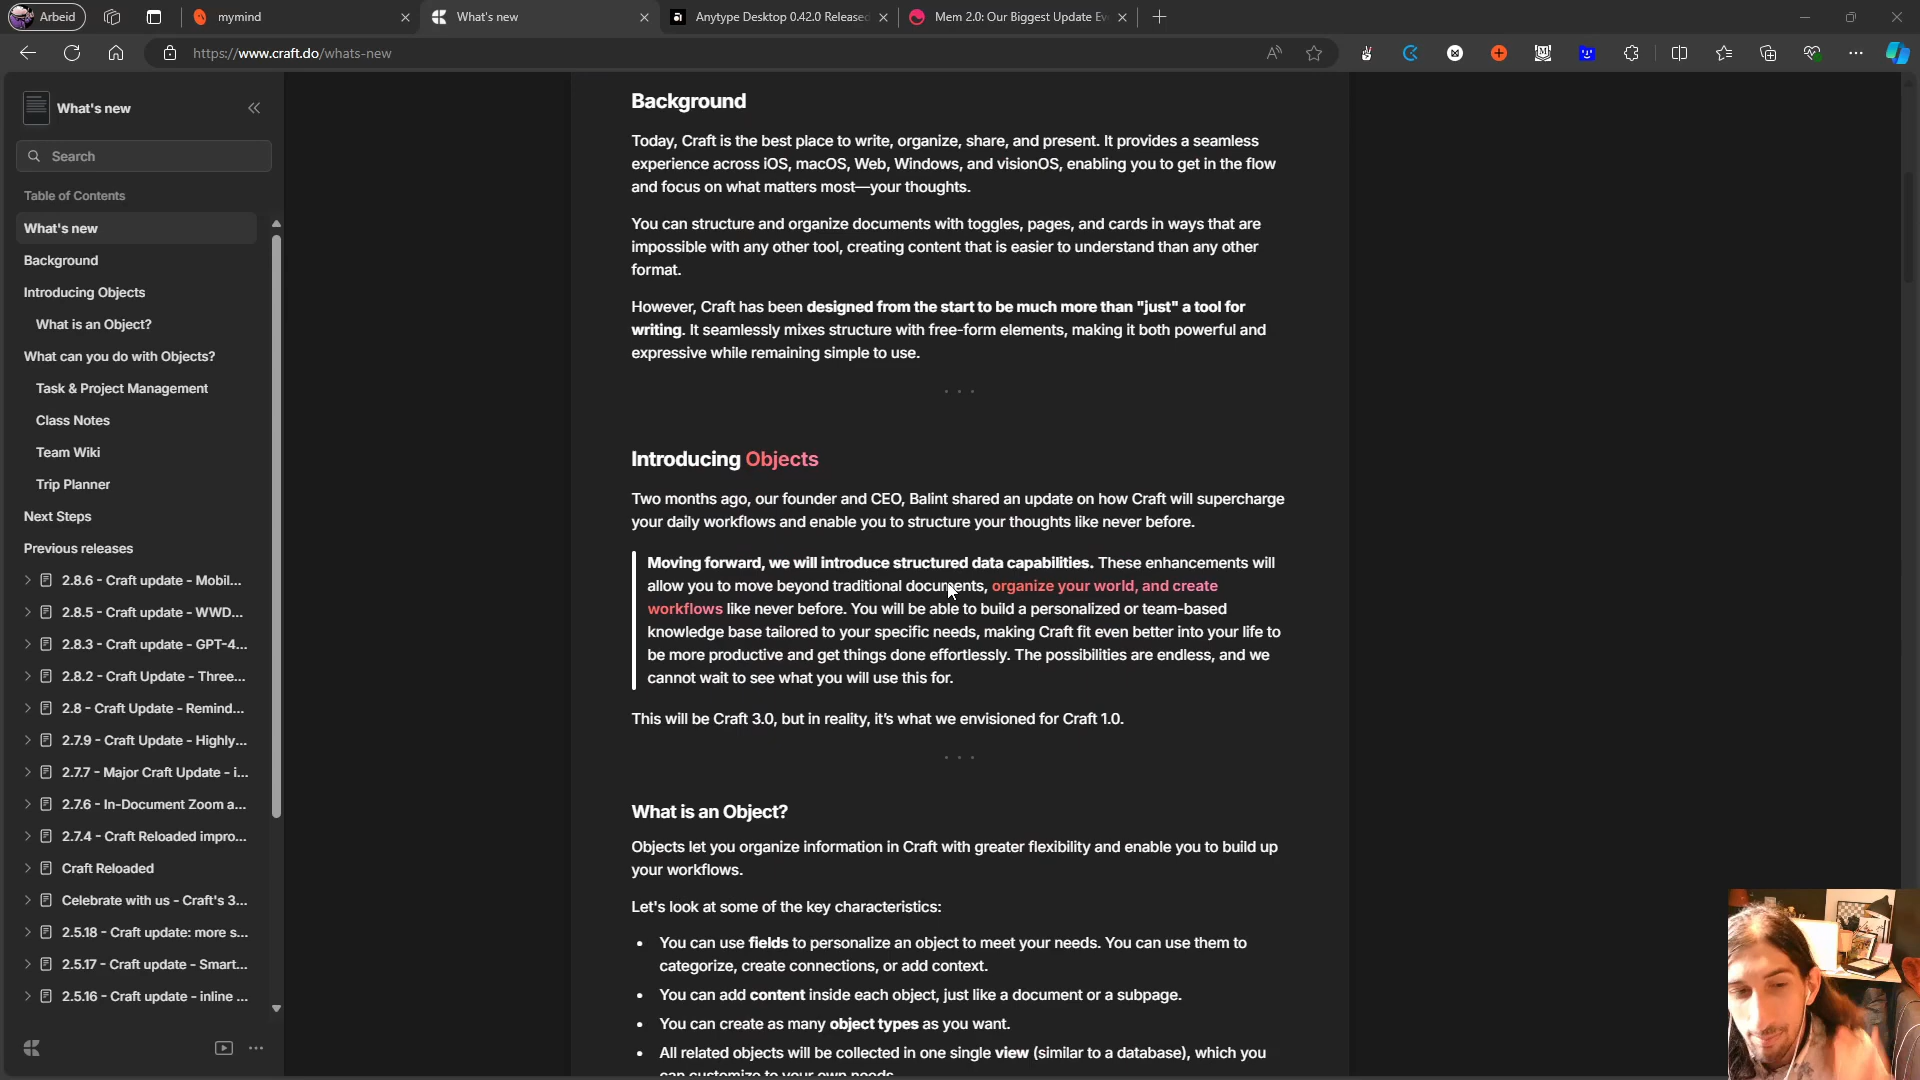 Arbeid
mymind
What's new
Anytype Desktop 0.42.0 Released
Mem 2.0: Our Biggest Update Ev
https://www.craft.do/whats-new
What's new
Search
Table of Contents
What's new
Background
Introducing Objects
What is an Object?
What can you do with Objects?
Task & Project Management
Class Notes
Team Wiki
Trip Planner
Next Steps
Previous releases
2.8.6 - Craft update - Mobil...
2.8.5 - Craft update - WWD...
2.8.3 - Craft update - GPT-4...
2.8.2 - Craft Update - Three...
2.8 - Craft Update - Remind...
2.7.9 - Craft Update - Highly...
2.7.7 - Major Craft Update - i...
2.7.6 - In-Document Zoom a...
2.7.4 - Craft Reloaded impro...
Craft Reloaded
Celebrate with us - Craft's 3...
2.5.18 - Craft update: more s...
2.5.17 - Craft update - Smart...
2.5.16 - Craft update - inline ...
Background
Today, Craft is the best place to write, organize, share, and present. It provides a seamless
experience across iOS, macOS, Web, Windows, and visionOS, enabling you to get in the flow
and focus on what matters most—your thoughts.
You can structure and organize documents with toggles, pages, and cards in ways that are
impossible with any other tool, creating content that is easier to understand than any other
format.
However, Craft has been designed from the start to be much more than "just" a tool for
writing. It seamlessly mixes structure with free-form elements, making it both powerful and
expressive while remaining simple to use.
Introducing Objects
Two months ago, our founder and CEO, Balint shared an update on how Craft will supercharge
your daily workflows and enable you to structure your thoughts like never before.
Moving forward, we will introduce structured data capabilities. These enhancements will
allow you to move beyond traditional documents, organize your world, and create
workflows like never before. You will be able to build a personalized or team-based
knowledge base tailored to your specific needs, making Craft fit even better into your life to
be more productive and get things done effortlessly. The possibilities are endless, and we
cannot wait to see what you will use this for.
This will be Craft 3.0, but in reality, it's what we envisioned for Craft 1.0.
What is an Object?
Objects let you organize information in Craft with greater flexibility and enable you to build up
your workflows.
Let's look at some of the key characteristics:
• You can use fields to personalize an object to meet your needs. You can use them to
categorize, create connections, or add context.
• You can add content inside each object, just like a document or a subpage.
• You can create as many object types as you want.
• All related objects will be collected in one single view (similar to a database), which you
can customize to your own needs.